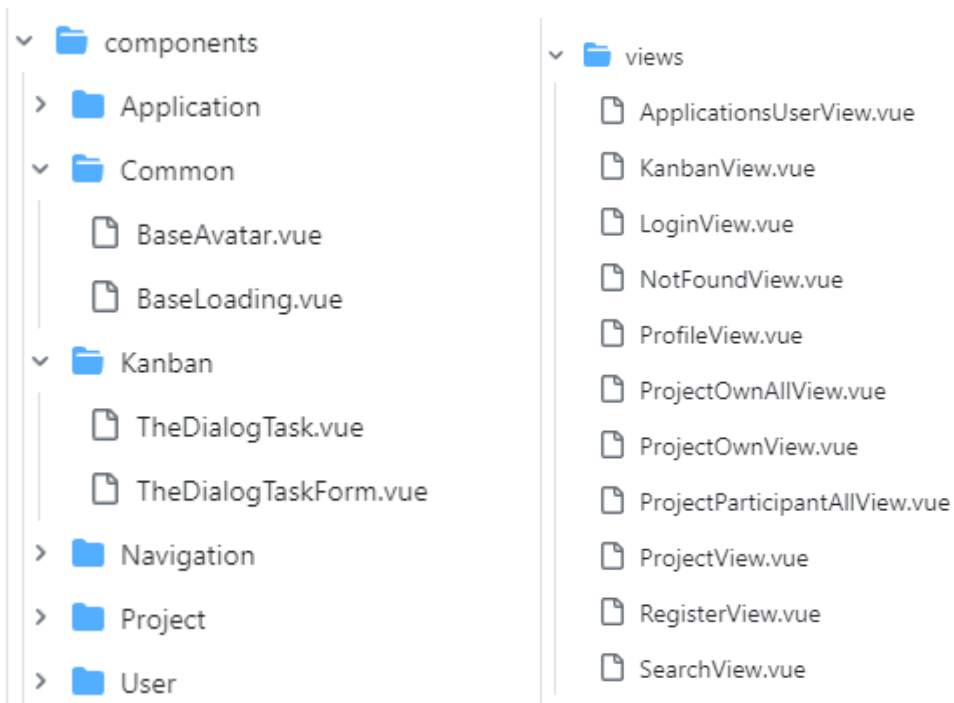 components
Application
Common
BaseAvatar.vue
BaseLoading.vue
Kanban
TheDialogTask.vue
TheDialogTaskForm.vue
Navigation
Project
User
views
ApplicationsUserView.vue
KanbanView.vue
LoginView.vue
NotFoundView.vue
ProfileView.vue
ProjectOwnAllView.vue
ProjectOwnView.vue
ProjectParticipantAllView.vue
ProjectView.vue
RegisterView.vue
SearchView.vue